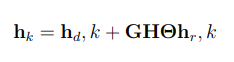 h_k = h_d, k + GHΘh_r, k